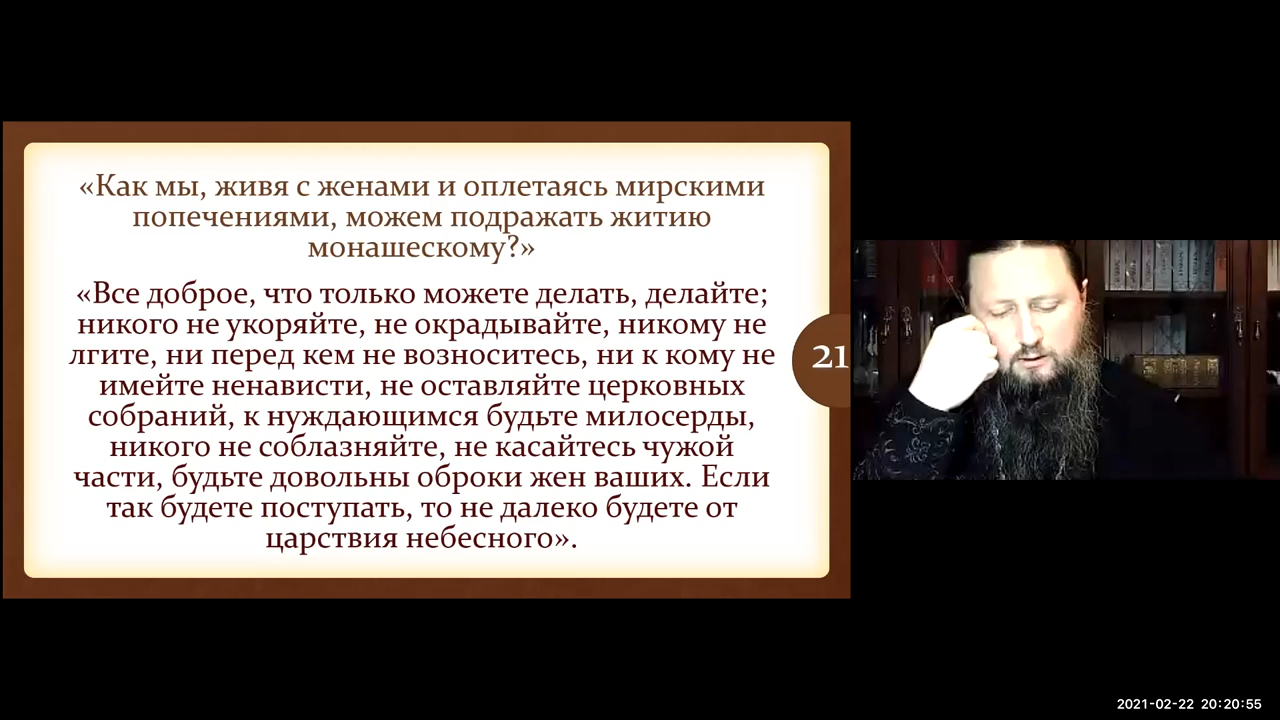 «Как мы, живя с женами и оплетаясь мирскими
попечениями, можем подражать житию
монашескому?»
«Все доброе, что только можете делать, делайте;
никого не укоряйте, не окрадывайте, никому не
лгите, ни перед кем не возноситесь, ни к кому не
имейте ненависти, не оставляйте церковных
собраний, к нуждающимся будьте милосерды,
никого не соблазняйте, не касайтесь чужой
части, будьте довольны оброки жен ваших. Если
так будете поступать, то не далеко будете от
царствия небесного».
21
2021-02-22 20:20:55